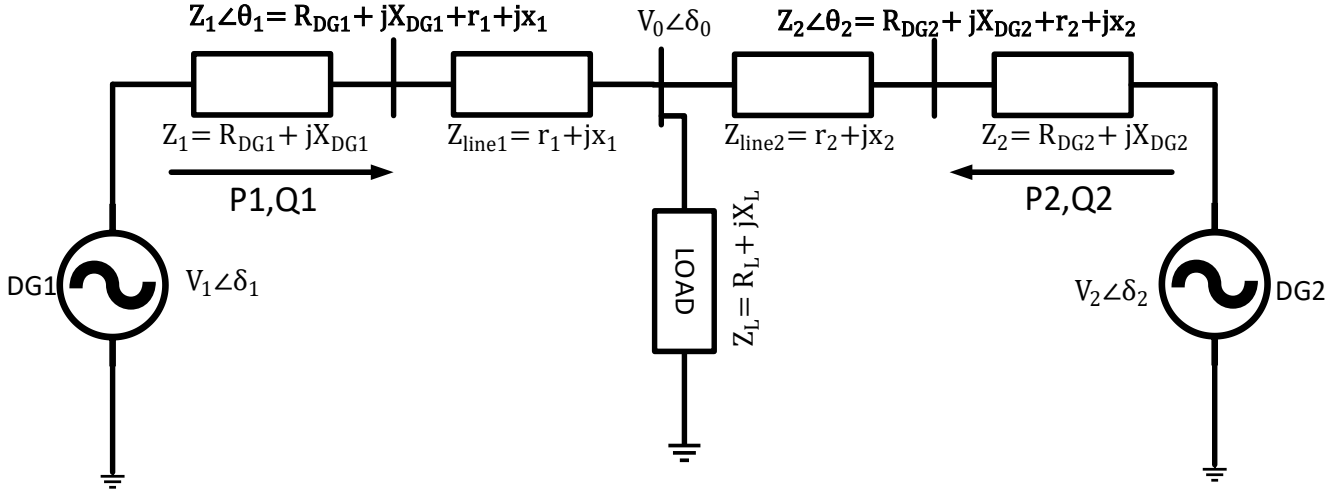 Z₁∠θ₁= R_DG1+ jX_DG1+r₁+jx₁
V₀∠δ₀
Z₂∠θ₂= R_DG2+ jX_DG2+r₂+jx₂
Z₁= R_DG1+ jX_DG1
Z_line1= r₁+jx₁
Z_line2= r₂+jx₂
Z₂= R_DG2+ jX_DG2
P1,Q1
P2,Q2
LOAD
Z_L= R_L+ jX_L
DG1
V₁∠δ₁
V₂∠δ₂
DG2